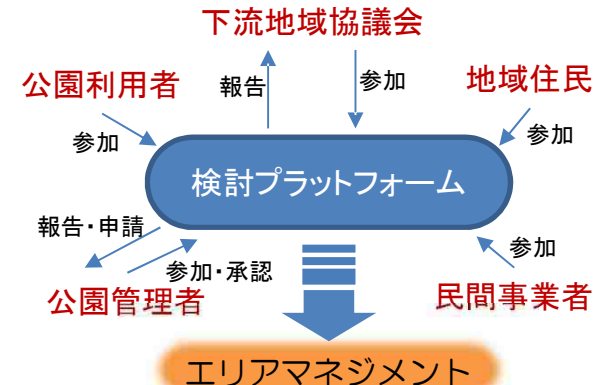 下流地域協議会
公園利用者
報告
参加
地域住民
参加
参加
検討プラットフォーム
報告・申請
参加・承認
参加
公園管理者
民間事業者
エリアマネジメント